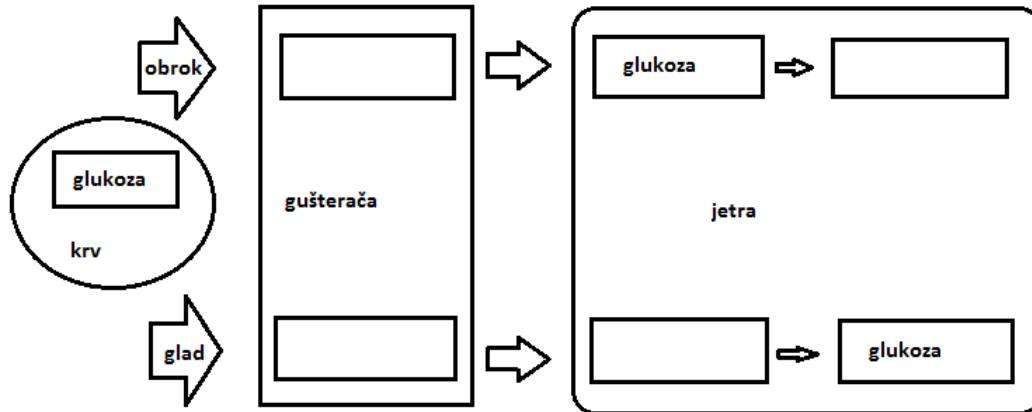 obrok
glukoza
glukoza
gušterača
jetra
krv
glad
glukoza